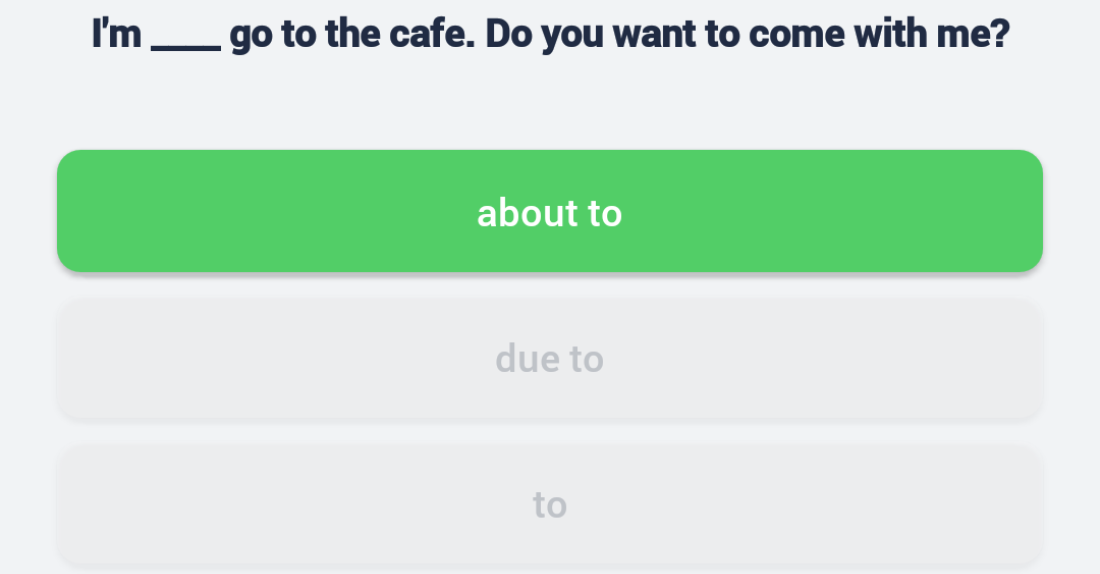 I'm ____ go to the cafe. Do you want to come with me?
about to
due to
to